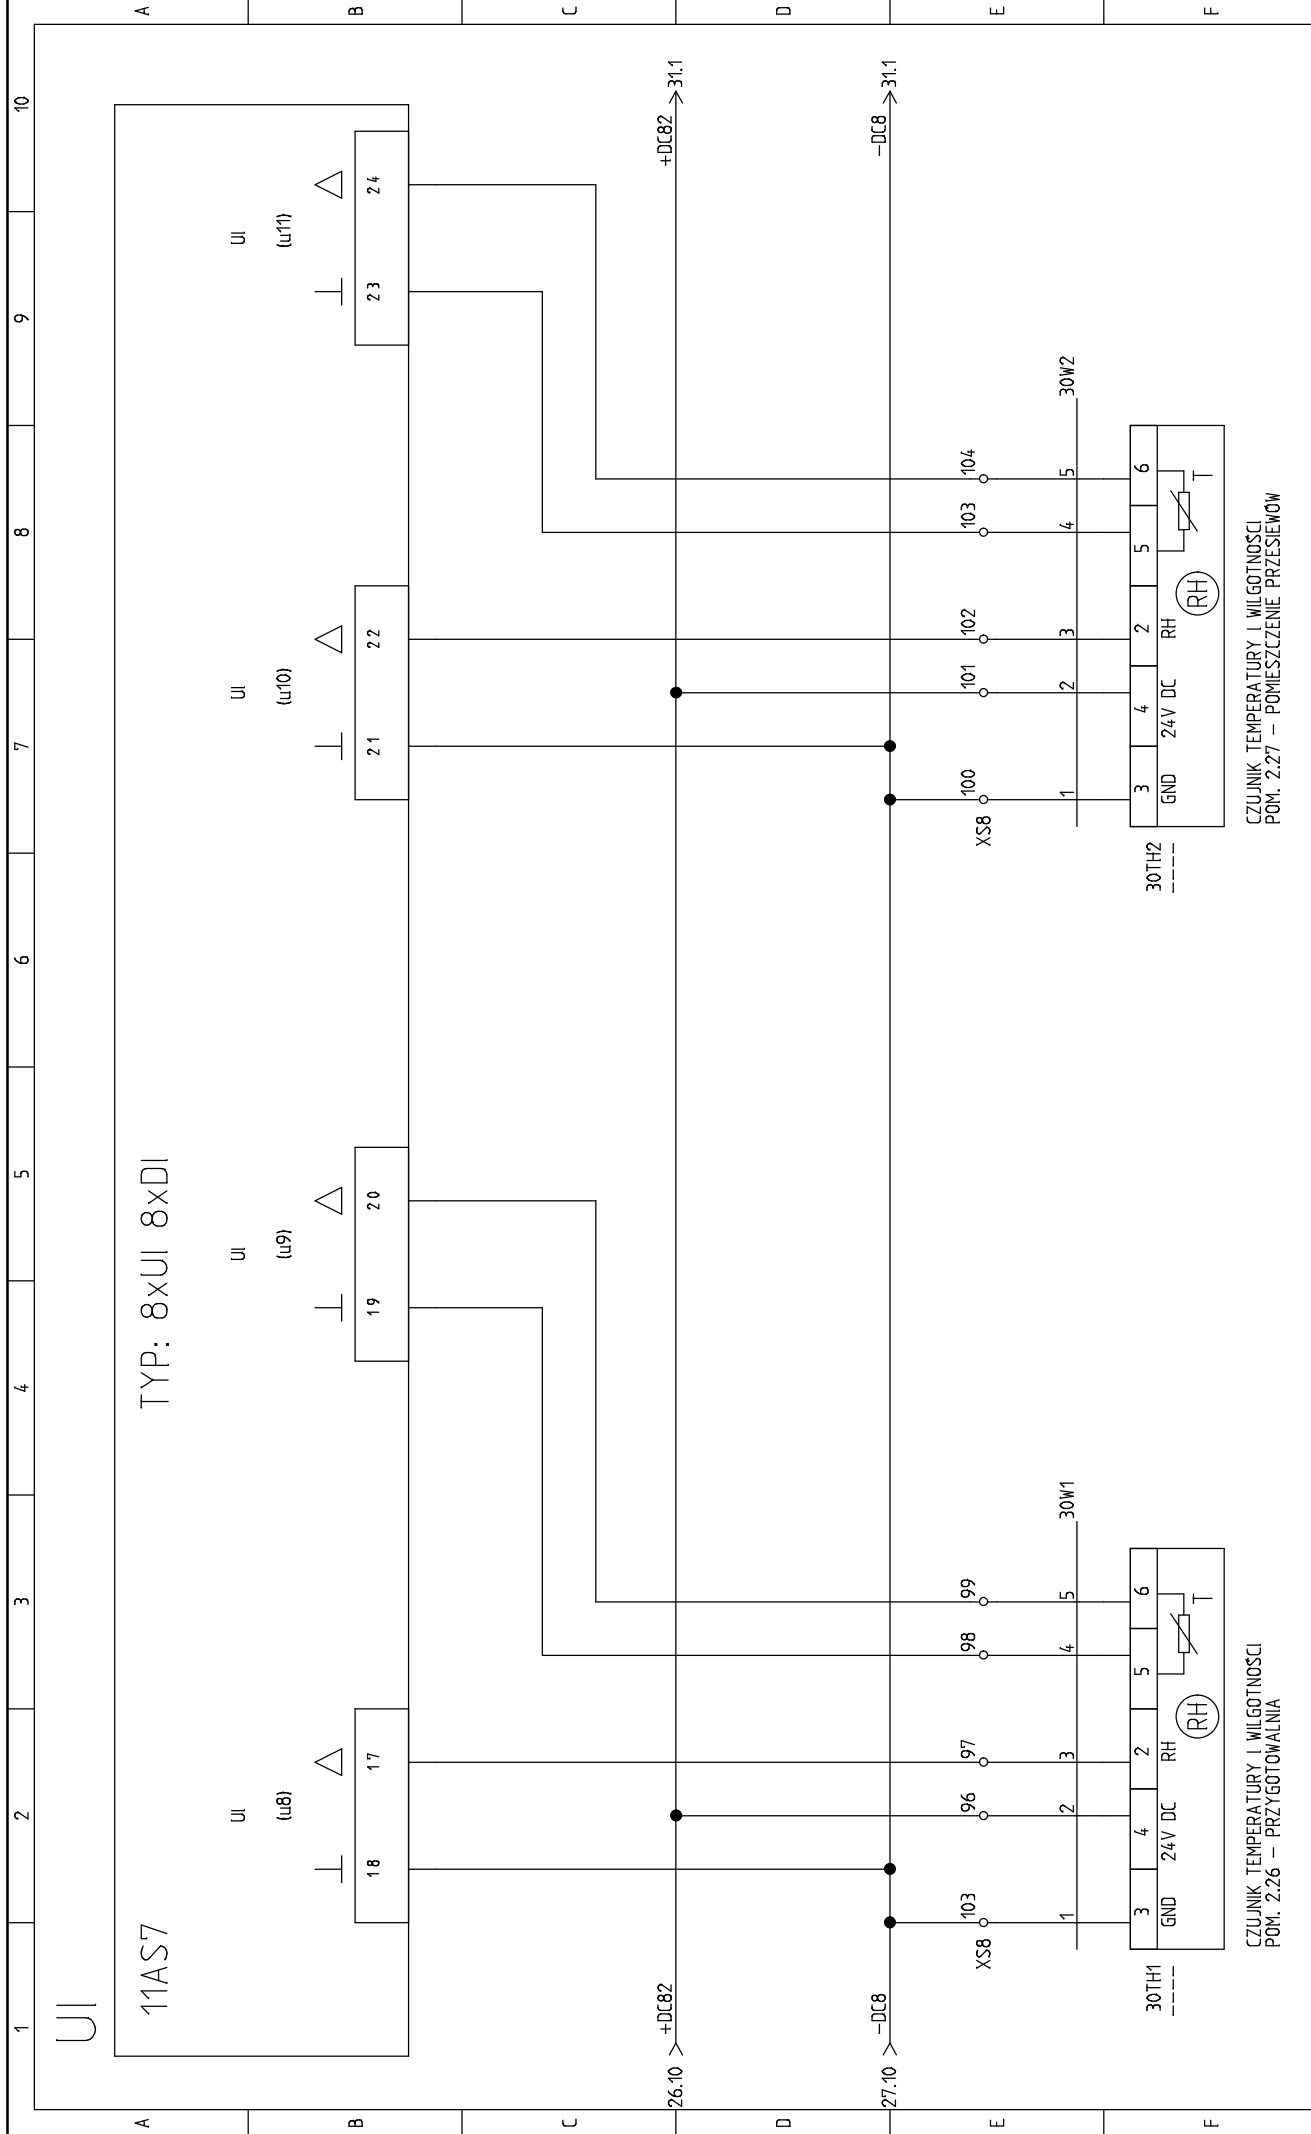 1 2 3 4 5 6 7 8 9 10
A
A
UI
11AS7
TYP: 8xUI 8xDI
UI
(u8)
UI
(u9)
UI
(u10)
UI
(u11)
B
B
18 17
19 20
21 22
23 24
C
C
26.10
+DC82
+DC82
31.1
D
D
27.10
-DC8
-DC8
31.1
E
E
XS8
103 96 97 98 99
XS8
100 101 102 103 104
1 2 3 4 5
30W1
1 2 3 4 5
30W2
F
F
30TH1
----
3 4 2 5 6
GND 24V DC RH
RH
T
30TH2
----
3 4 2 5 6
GND 24V DC RH
RH
T
CZUJNIK TEMPERATURY I WILGOTNOŚCI
POM. 2.26 - PRZYGOTOWALNIA
CZUJNIK TEMPERATURY I WILGOTNOŚCI
POM. 2.27 - POMIESZCZENIE PRZESIEWÓW